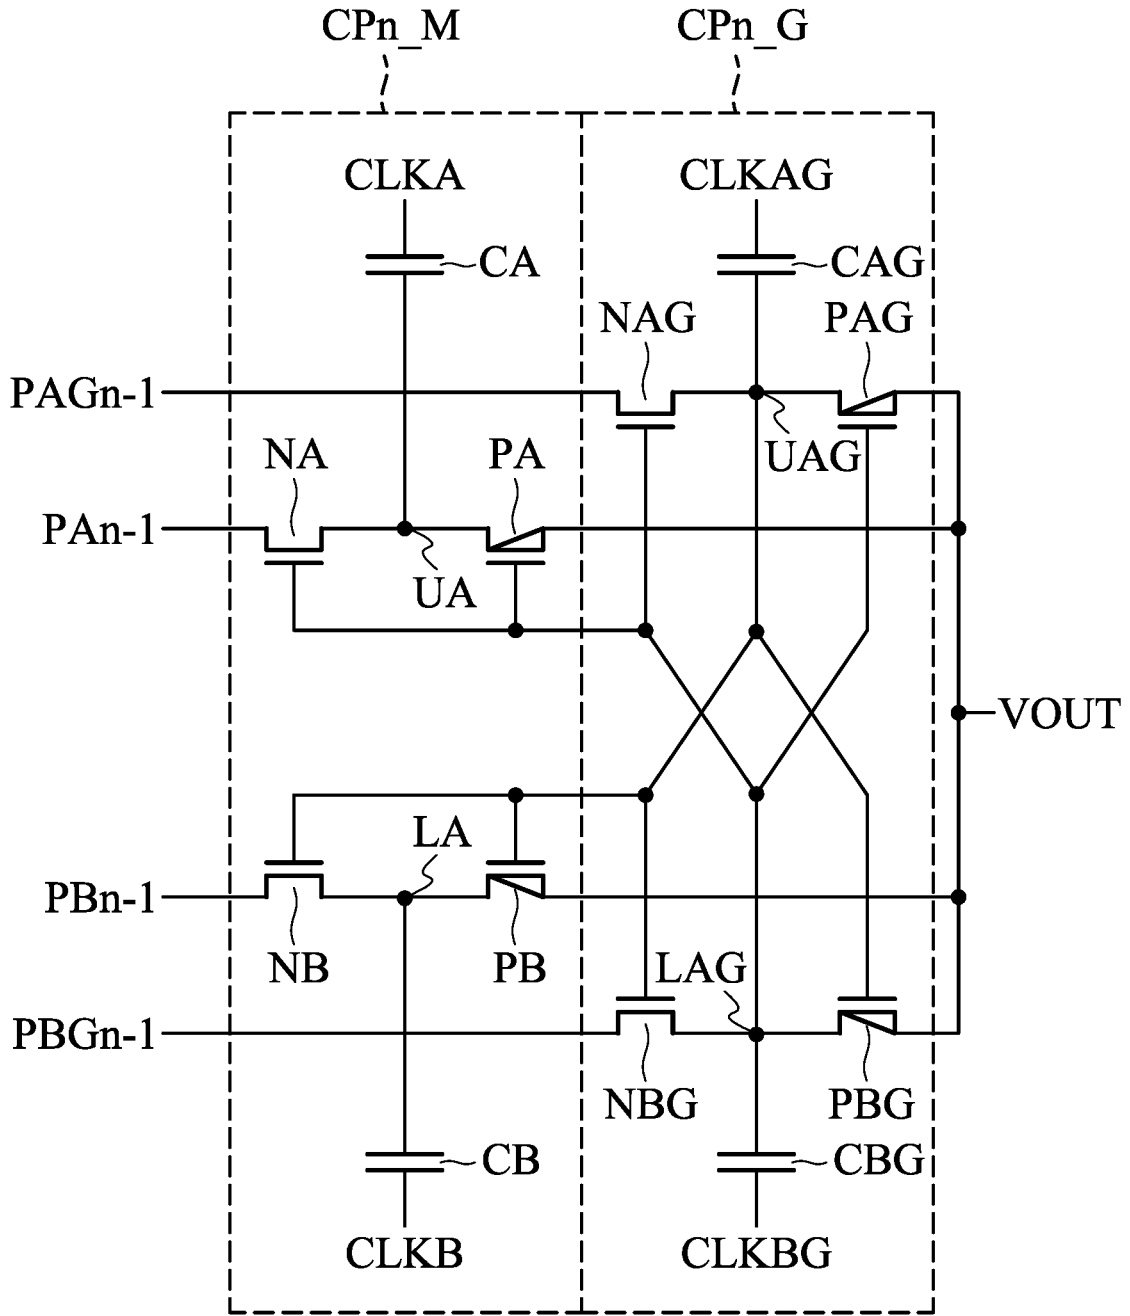 CPn_M
CPn_G
CLKA
CLKAG
CA
CAG
NAG
PAG
PAGn-1
NA
PA
UAG
PAn-1
UA
VOUT
LA
PBn-1
NB
PB
LAG
PBGn-1
NBG
PBG
CB
CBG
CLKB
CLKBG